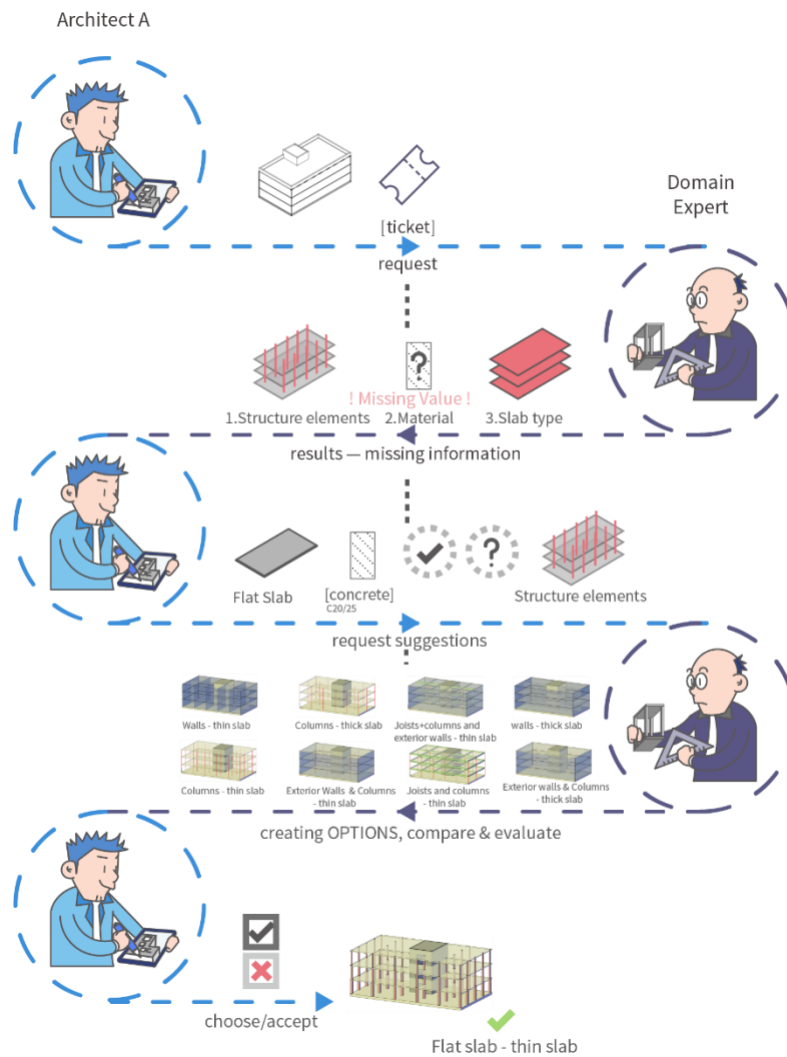 Architect A
Domain
Expert
[ticket]
request
! Missing Value !
1.Structure elements
2.Material
3.Slab type
results — missing information
Flat Slab
[concrete]
C20/25
Structure elements
request suggestions
Walls - thin slab
Columns - thick slab
Joists+columns and
exterior walls - thin slab
walls - thick slab
Columns - thin slab
Exterior Walls & Columns
- thin slab
Joists and columns
- thin slab
Exterior walls & Columns
- thick slab
creating OPTIONS, compare & evaluate
choose/accept
Flat slab - thin slab